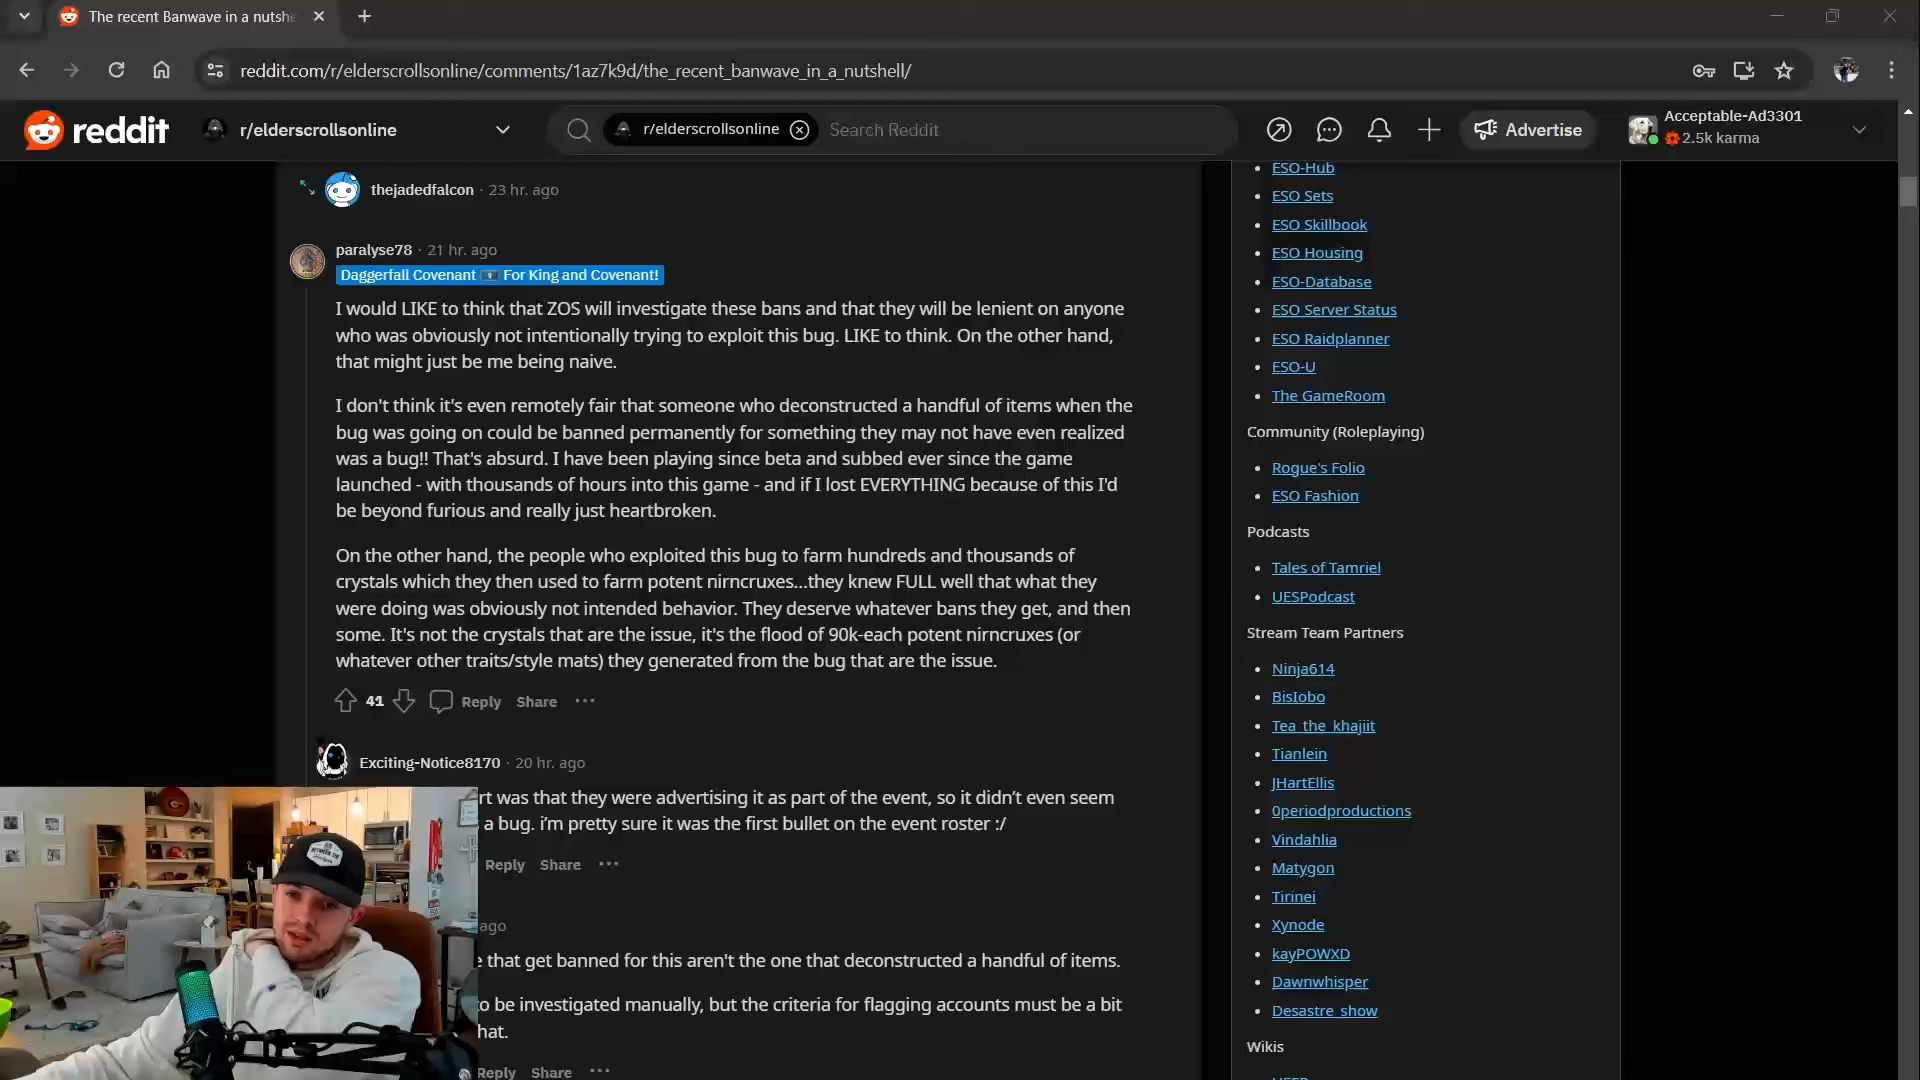 The recent Banwave in a nutshe
reddit.com/r/elderscrollsonline/comments/1az7k9d/the_recent_banwave_in_a_nutshell/
reddit
r/elderscrollsonline
r/elderscrollsonline
Search Reddit
Advertise
Acceptable-Ad3301
2.5k karma
thejadedfalcon · 23 hr. ago
paralyse78 · 21 hr. ago
Daggerfall Covenant For King and Covenant!
I would LIKE to think that ZOS will investigate these bans and that they will be lenient on anyone
who was obviously not intentionally trying to exploit this bug. LIKE to think. On the other hand,
that might just be me being naive.
I don't think it's even remotely fair that someone who deconstructed a handful of items when the
bug was going on could be banned permanently for something they may not have even realized
was a bug!! That's absurd. I have been playing since beta and subbed ever since the game
launched - with thousands of hours into this game - and if I lost EVERYTHING because of this I'd
be beyond furious and really just heartbroken.
On the other hand, the people who exploited this bug to farm hundreds and thousands of
crystals which they then used to farm potent nirncruxes...they knew FULL well that what they
were doing was obviously not intended behavior. They deserve whatever bans they get, and then
some. It's not the crystals that are the issue, it's the flood of 90k-each potent nirncruxes (or
whatever other traits/style mats) they generated from the bug that are the issue.
41 Reply Share ···
Exciting-Notice8170 · 20 hr. ago
rt was that they were advertising it as part of the event, so it didn't even seem
a bug. i'm pretty sure it was the first bullet on the event roster :/
Reply Share ···
ago
e that get banned for this aren't the one that deconstructed a handful of items.
to be investigated manually, but the criteria for flagging accounts must be a bit
hat.
Reply Share ···
ESO-Hub
ESO Sets
ESO Skillbook
ESO Housing
ESO-Database
ESO Server Status
ESO Raidplanner
ESO-U
The GameRoom
Community (Roleplaying)
Rogue's Folio
ESO Fashion
Podcasts
Tales of Tamriel
UESPodcast
Stream Team Partners
Ninja614
BisIobo
Tea_the_khajiit
Tianlein
JHartEllis
0periodproductions
Vindahlia
Matygon
Tirinei
Xynode
kayPOWXD
Dawnwhisper
Desastre_show
Wikis